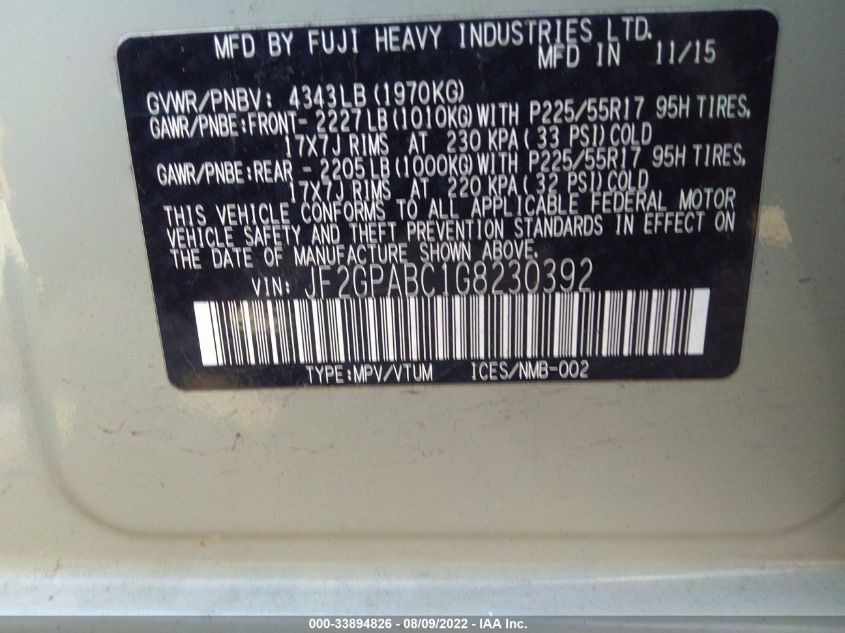 MFD BY FUJI HEAVY INDUSTRIES LTD.
MFD IN 11/15
GVWR/PNBV: 4343LB(1970KG)
GAWR/PNBE:FRONT- 2227LB(1010KG)WITH P225/55R17 95H TIRES,
17X7J RIMS AT 230 KPA(33 PSI)COLD
GAWR/PNBE:REAR - 2205LB(1000KG)WITH P225/55R17 95H TIRES,
17X7J RIMS AT 220 KPA(32 PSI)COLD
THIS VEHICLE CONFORMS TO ALL APPLICABLE FEDERAL MOTOR
VEHICLE SAFETY AND THEFT PREVENTION STANDARDS IN EFFECT ON
THE DATE OF MANUFACTURE SHOWN ABOVE.
VIN: JF2GPABC1G8230392
TYPE:MPV/VTUM ICES/NMB-002
000-33894826 - 08/09/2022 - IAA Inc.